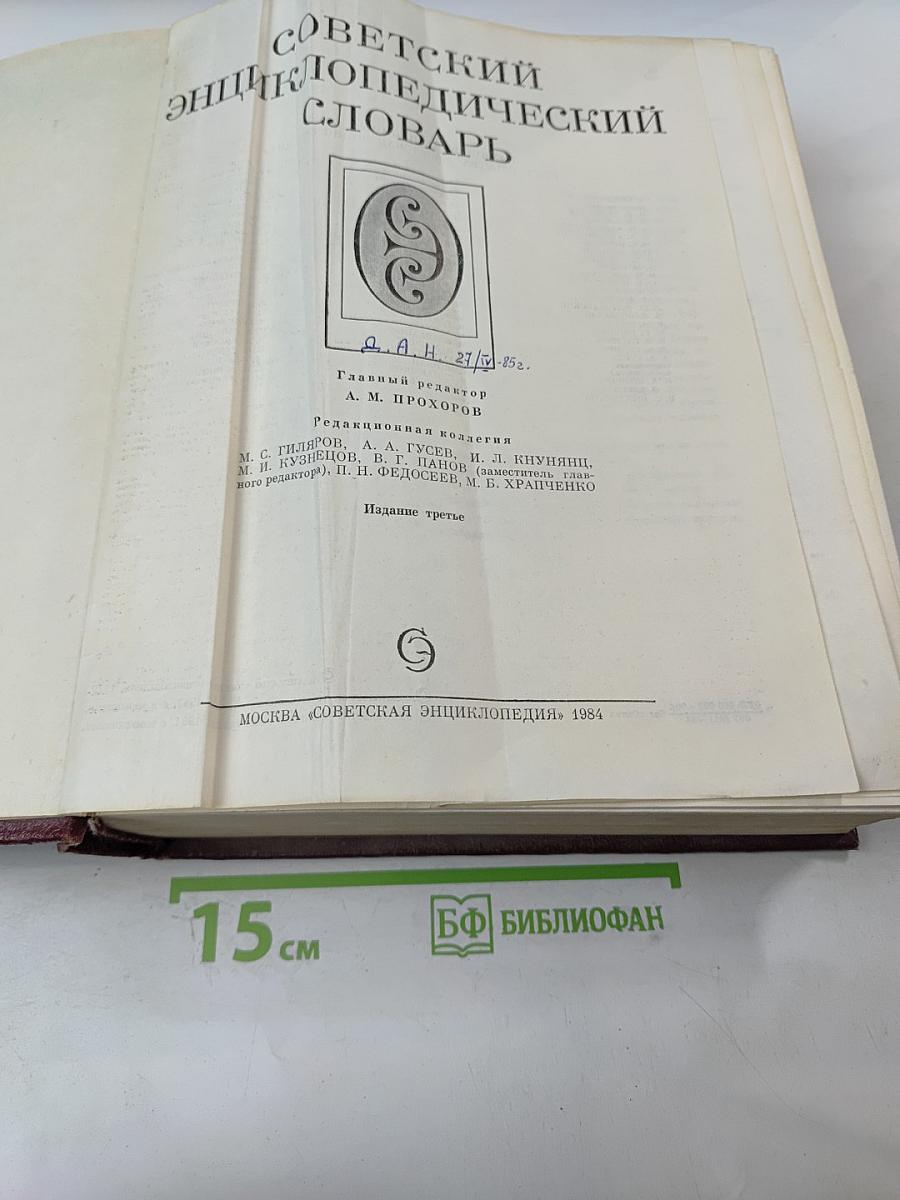 СОВЕТСКИЙ
ЭНЦИКЛОПЕДИЧЕСКИЙ
СЛОВАРЬ
Д. А. Н. 27/IV-85г.
Главный редактор
А. М. ПРОХОРОВ
Редакционная коллегия
М. С. ГИЛЯРОВ, А. А. ГУСЕВ, И. Л. КНУНЯНЦ,
М. И. КУЗНЕЦОВ, В. Г. ПАНОВ (заместитель глав-
ного редактора), П. Н. ФЕДОСЕЕВ, М. Б. ХРАПЧЕНКО
Издание третье
МОСКВА «СОВЕТСКАЯ ЭНЦИКЛОПЕДИЯ» 1984
15 см
БФ БИБЛИОФАН